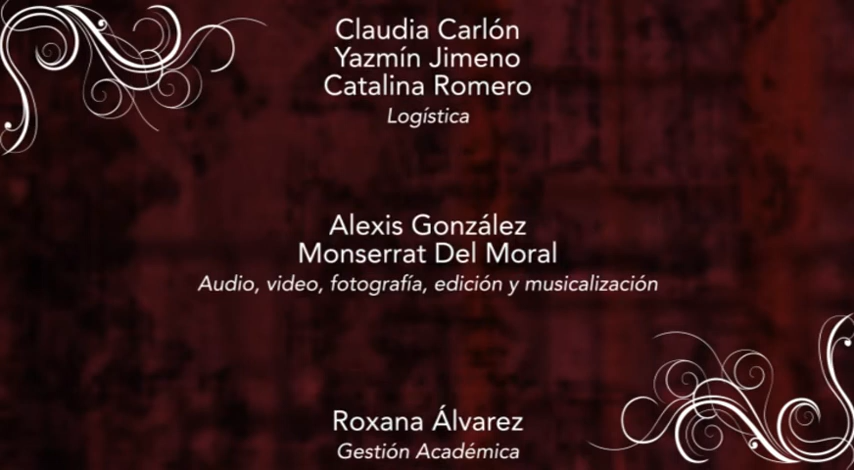 Claudia Carlón
Yazmín Jimeno
Catalina Romero
Logística
Alexis González
Monserrat Del Moral
Audio, video, fotografía, edición y musicalización
Roxana Álvarez
Gestión Académica